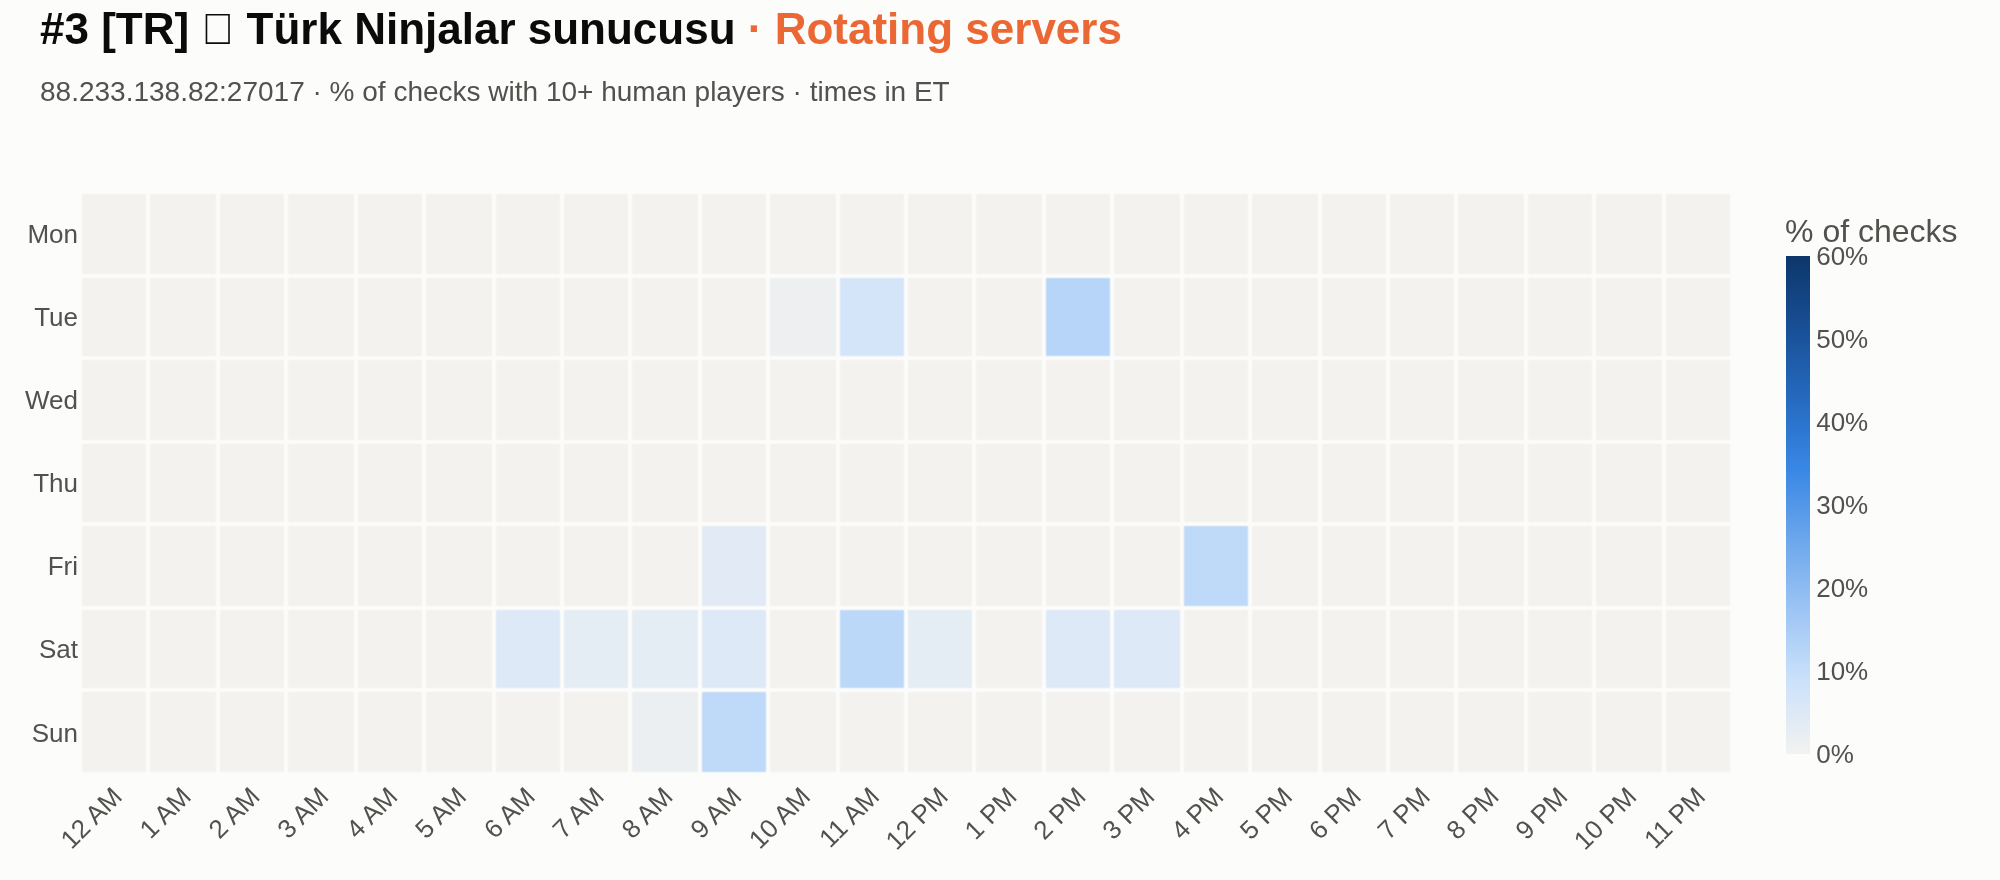 #3 [TR] Türk Ninjalar sunucusu · Rotating servers
88.233.138.82:27017 · % of checks with 10+ human players · times in ET
% of checks
60%
50%
40%
30%
20%
10%
0%
Mon
Tue
Wed
Thu
Fri
Sat
Sun
12 AM
1 AM
2 AM
3 AM
4 AM
5 AM
6 AM
7 AM
8 AM
9 AM
10 AM
11 AM
12 PM
1 PM
2 PM
3 PM
4 PM
5 PM
6 PM
7 PM
8 PM
9 PM
10 PM
11 PM